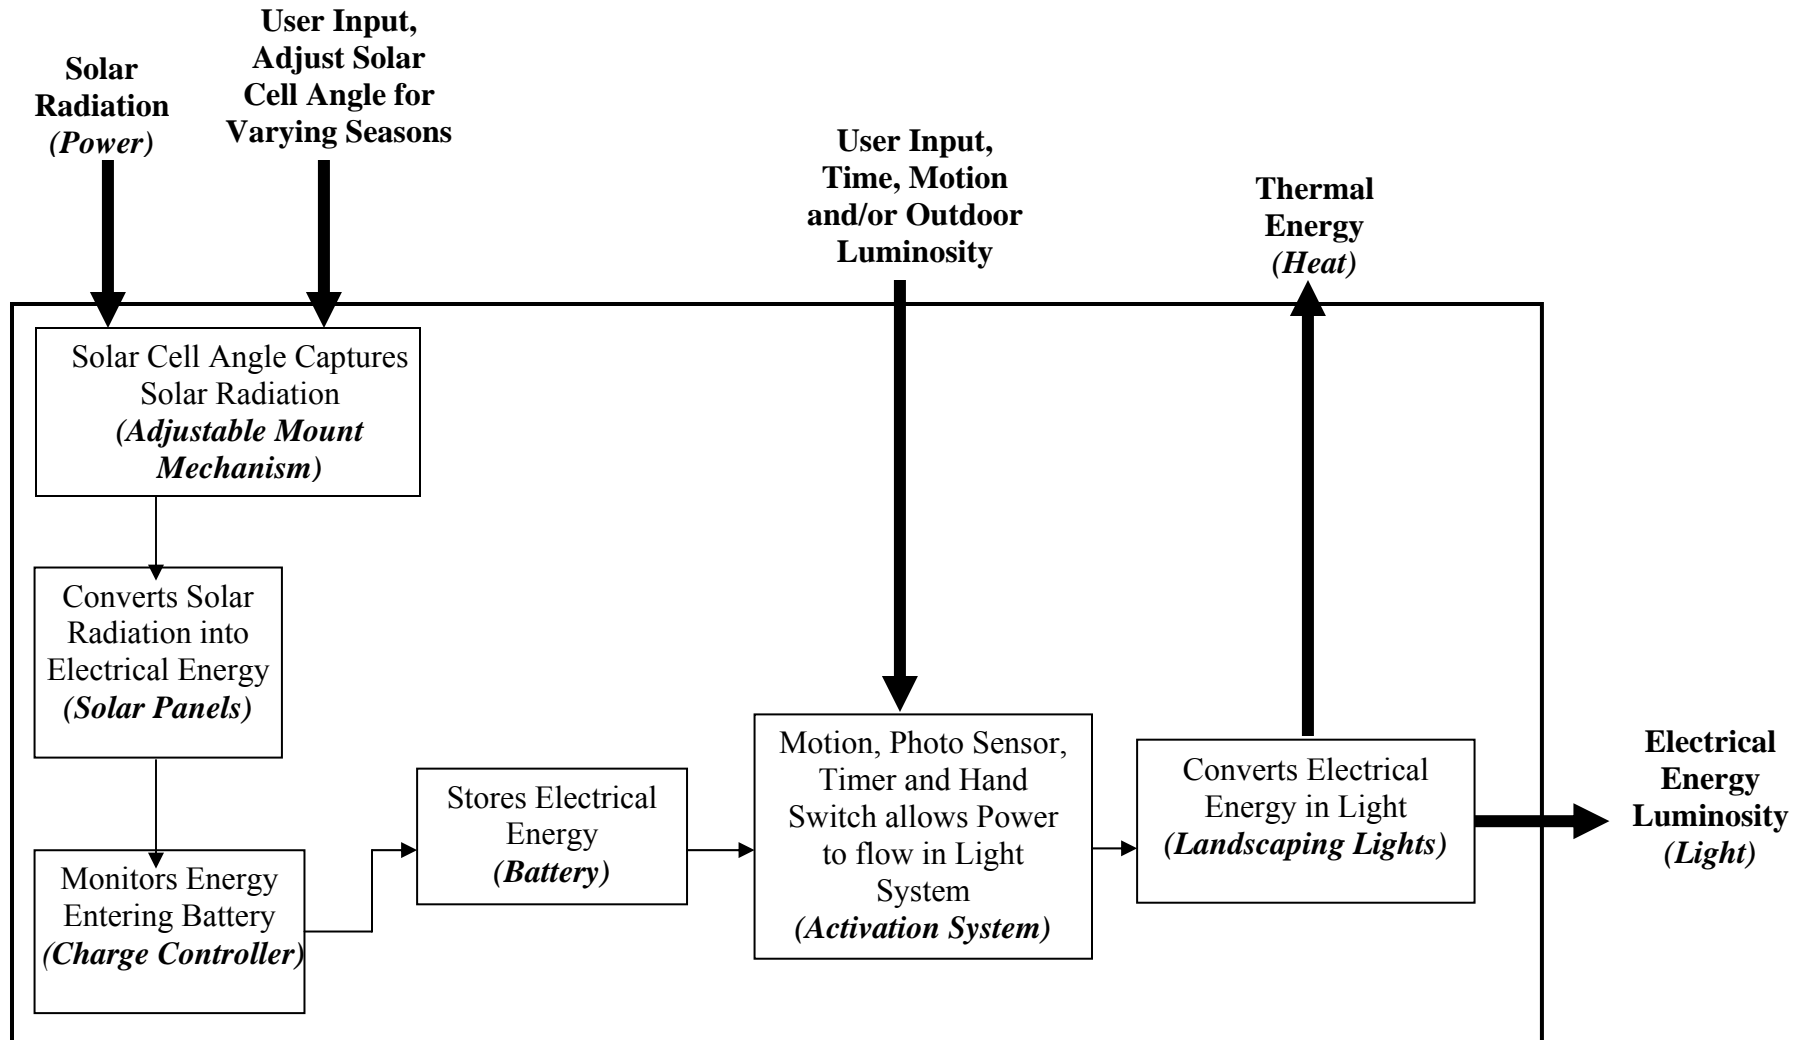 Solar
Radiation
(Power)
User Input,
Adjust Solar
Cell Angle for
Varying Seasons
User Input,
Time, Motion
and/or Outdoor
Luminosity
Thermal
Energy
(Heat)
Solar Cell Angle Captures
Solar Radiation
(Adjustable Mount
Mechanism)
Converts Solar
Radiation into
Electrical Energy
(Solar Panels)
Monitors Energy
Entering Battery
(Charge Controller)
Stores Electrical
Energy
(Battery)
Motion, Photo Sensor,
Timer and Hand
Switch allows Power
to flow in Light
System
(Activation System)
Converts Electrical
Energy in Light
(Landscaping Lights)
Electrical
Energy
Luminosity
(Light)